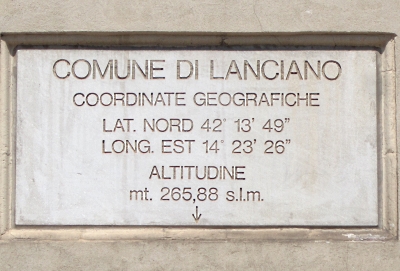 COMUNE DI LANCIANO
COORDINATE GEOGRAFICHE
LAT. NORD 42° 13' 49"
LONG. EST 14° 23' 26"
ALTITUDINE
mt. 265,88 s.l.m.
↓